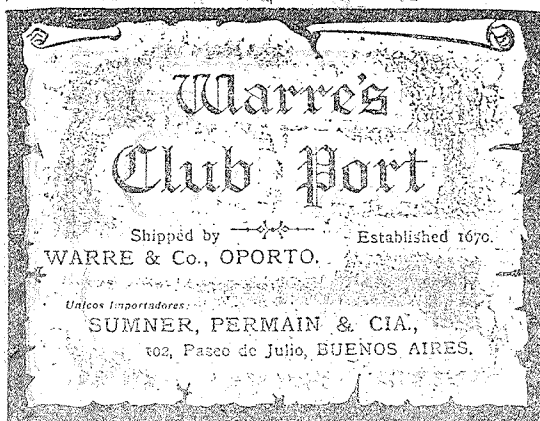 Warre's
Club Port
Shipped by
Established 1670.
WARRE & Co., OPORTO.
Unicos Importadores:
SUMNER, PERMAIN & CIA.,
102, Paseo de Julio, BUENOS AIRES.